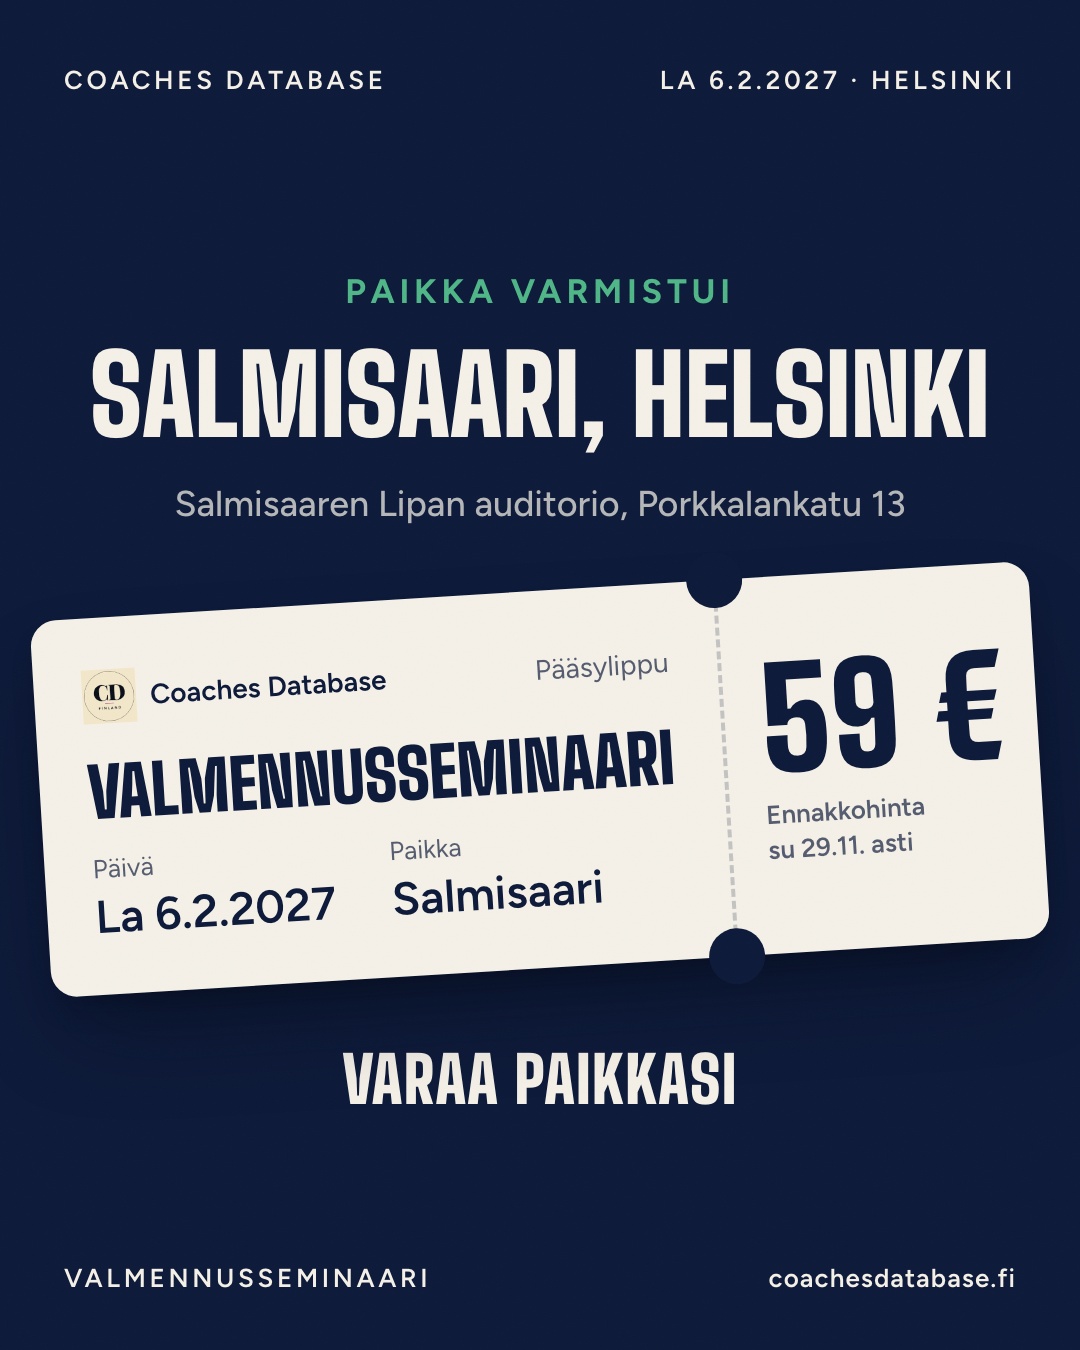 COACHES DATABASE
LA 6.2.2027 · HELSINKI
PAIKKA VARMISTUI
SALMISAARI, HELSINKI
Salmisaaren Lipan auditorio, Porkkalankatu 13
CD
FINLAND
Coaches Database
Pääsylippu
VALMENNUSSEMINAARI
Päivä
La 6.2.2027
Paikka
Salmisaari
59 €
Ennakkohinta
su 29.11. asti
VARAA PAIKKASI
VALMENNUSSEMINAARI
coachesdatabase.fi